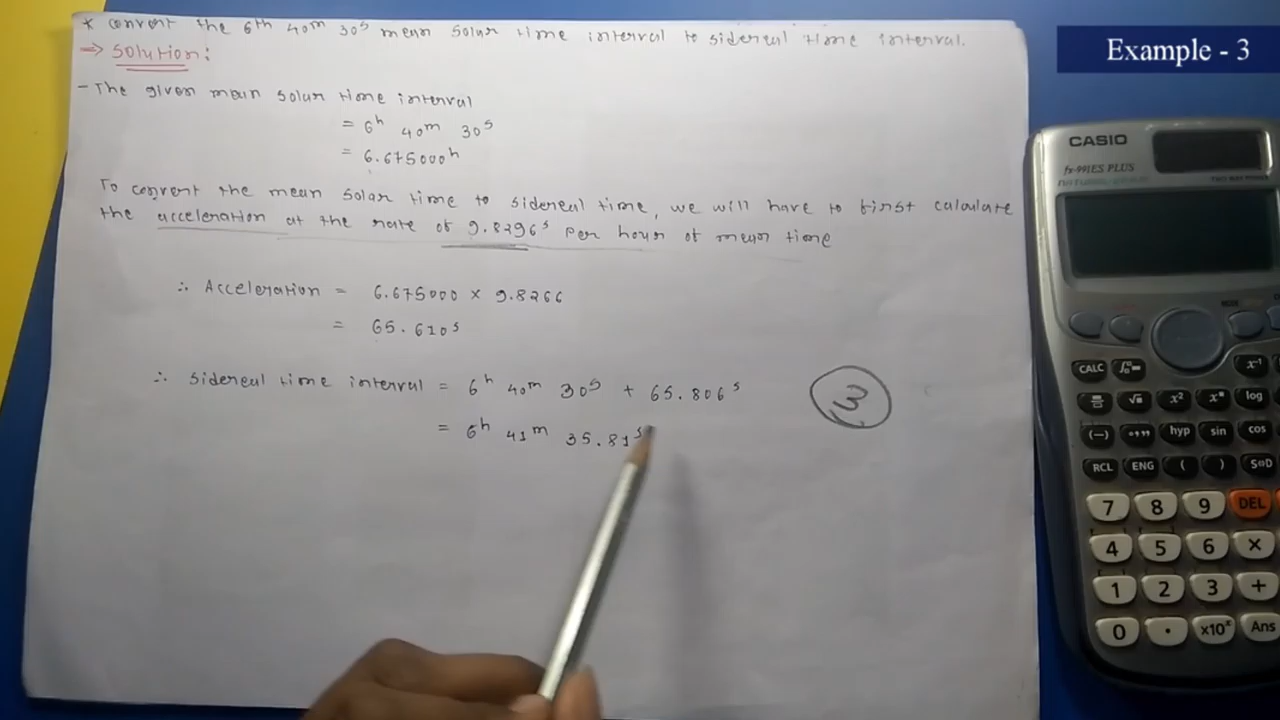 Example - 3
* Convert the 6th 40m 30s mean solar time interval to sidereal time interval.
⇒ Solution:
- The given mean solar time interval
= 6h 40m 30s
= 6.675000h
To convert the mean solar time to sidereal time, we will have to first calculate
the acceleration at the rate of 9.8296s per hour of mean time
∴ Acceleration = 6.675000 × 9.8266
= 65.610s
∴ Sidereal time interval = 6h 40m 30s + 65.806s
= 6h 41m 35.81s
3
CASIO
fx-991ES PLUS
CALC
x⁻¹
√
x²
log
(−)
hyp sin cos
RCL ENG ( ) S⇔D
7 8 9 DEL
4 5 6 ×
1 2 3 +
0 . ×10ˣ Ans